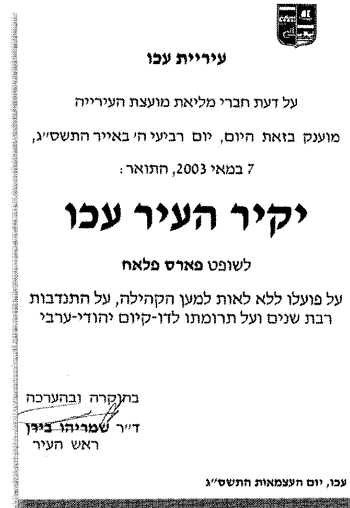 עיריית עכו
על דעת חברי מליאת מועצת העירייה
מוענק בזאת היום, יום רביעי ה' באייר התשס״ג,
7 במאי 2003, התואר:
יקיר העיר עכו
לשופט פארס פלאח
על פועלו ללא לאות למען הקהילה, על התנדבות
רבת שנים ועל תרומתו לדו-קיום יהודי-ערבי
בהוקרה ובהערכה
ד״ר שמריהו בירן
ראש העיר
עכו, יום העצמאות התשס״ג